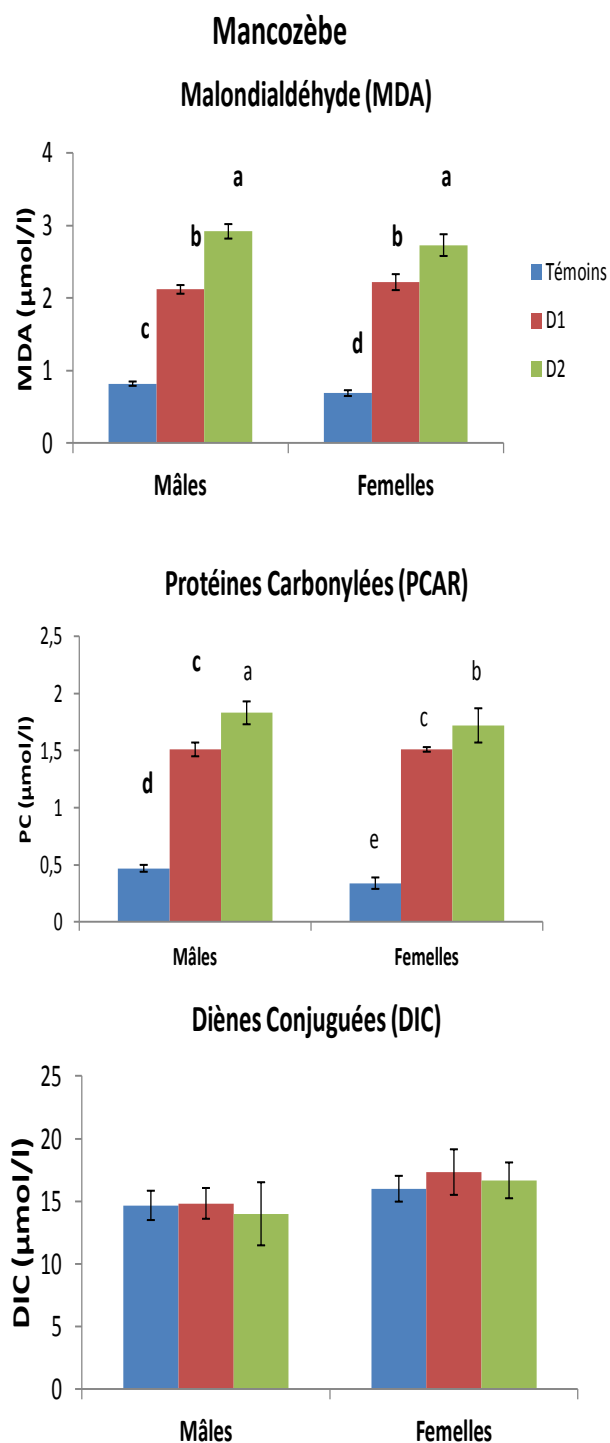 Mancozèbe
Malondialdéhyde (MDA)
MDA (µmol/l)
4
3
2
1
0
c
b
a
d
b
a
Mâles
Femelles
Témoins
D1
D2
Protéines Carbonylées (PCAR)
PC (µmol/l)
2,5
2
1,5
1
0,5
0
d
c
a
e
c
b
Mâles
Femelles
Diènes Conjuguées (DIC)
DIC (µmol/l)
25
20
15
10
5
0
Mâles
Femelles